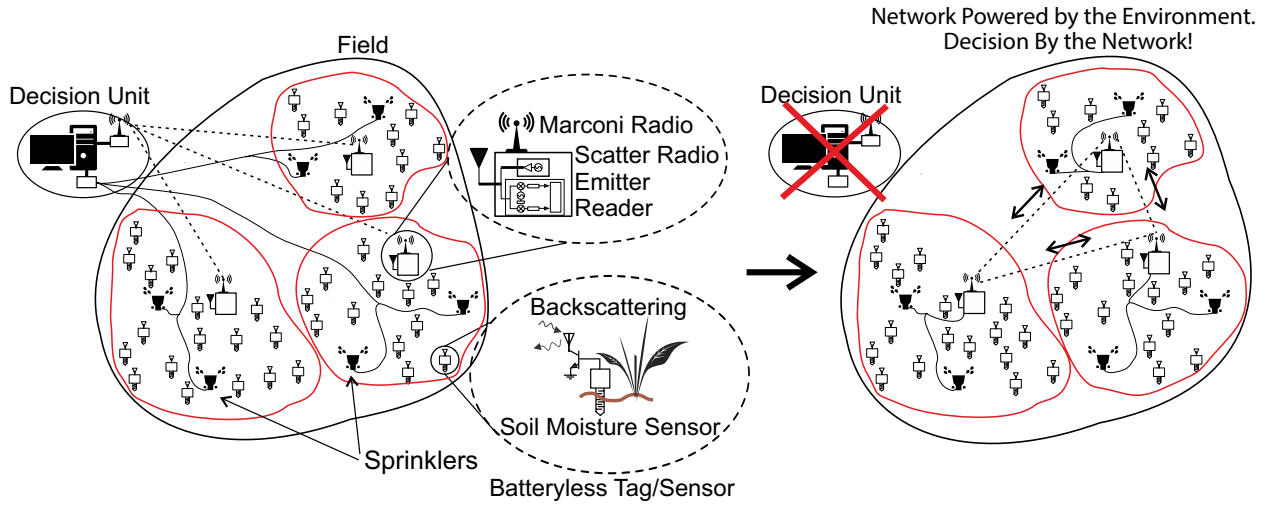 Network Powered by the Environment.
Decision By the Network!
Field
Decision Unit
Marconi Radio
Scatter Radio
Emitter
Reader
Decision Unit
Backscattering
Soil Moisture Sensor
Sprinklers
Batteryless Tag/Sensor